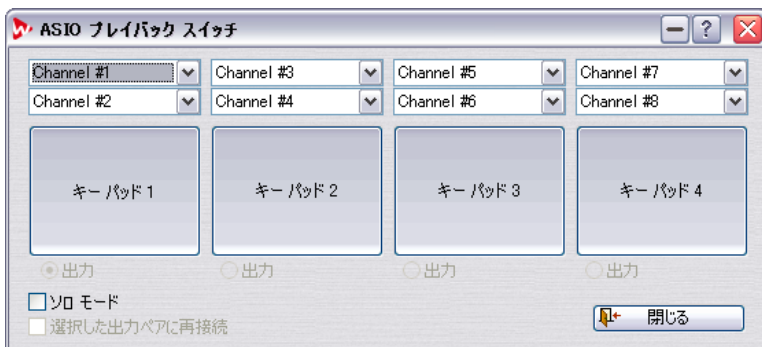 ASIO プレイバック スイッチ
Channel #1 Channel #3 Channel #5 Channel #7
Channel #2 Channel #4 Channel #6 Channel #8
キー パッド 1 キー パッド 2 キー パッド 3 キー パッド 4
出力 出力 出力 出力
ソロ モード
選択した出力ペアに再接続
閉じる